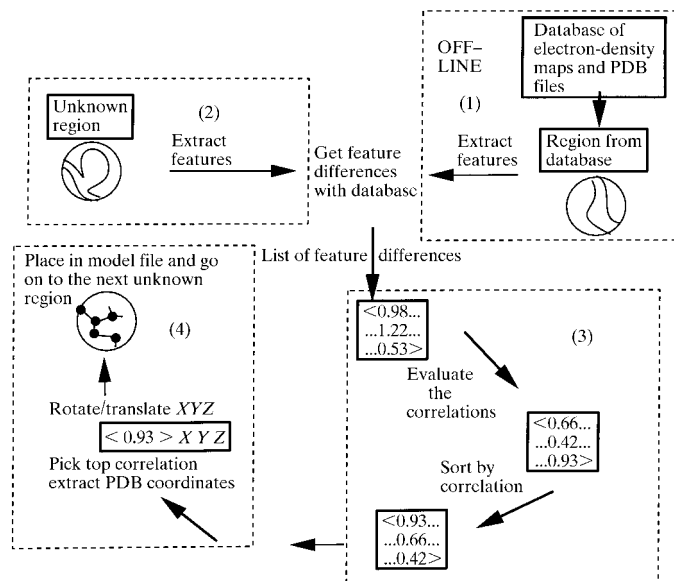 OFF-
LINE
(1)
Database of
electron-density
maps and PDB
files
Extract
features
Region from
database
Unknown
region
(2)
Extract
features
Get feature
differences
with database
List of feature differences
<0.98...
...1.22...
...0.53>
(3)
Evaluate
the
correlations
<0.66...
...0.42...
...0.93>
Sort by
correlation
<0.93...
...0.66...
...0.42>
Place in model file and go
on to the next unknown
region
(4)
Rotate/translate XYZ
< 0.93 > X Y Z
Pick top correlation
extract PDB coordinates